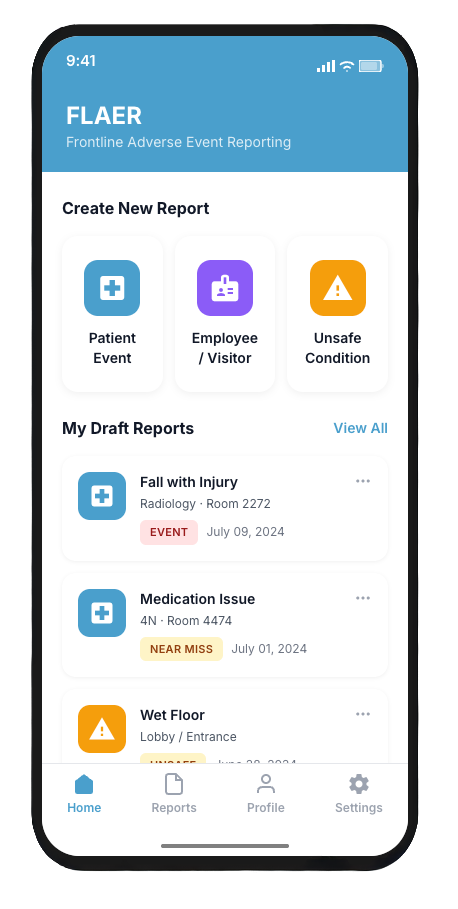 9:41
FLAER
Frontline Adverse Event Reporting
Create New Report
Patient
Event
Employee
/ Visitor
Unsafe
Condition
My Draft Reports
View All
Fall with Injury
Radiology · Room 2272
EVENT
July 09, 2024
Medication Issue
4N · Room 4474
NEAR MISS
July 01, 2024
Wet Floor
Lobby / Entrance
UNSAFE
Home
Reports
Profile
Settings